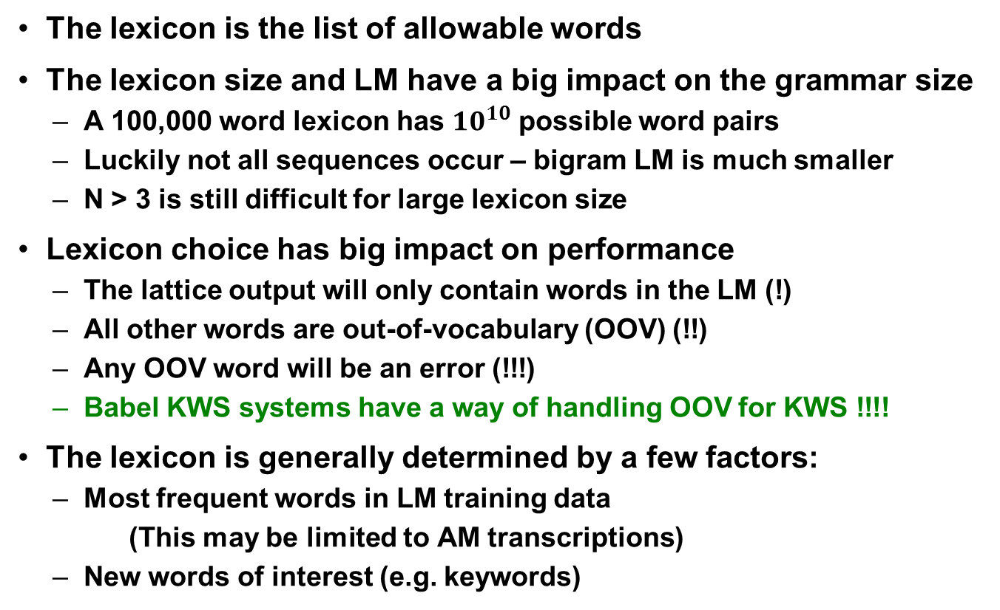 • The lexicon is the list of allowable words
• The lexicon size and LM have a big impact on the grammar size
– A 100,000 word lexicon has 10¹⁰ possible word pairs
– Luckily not all sequences occur – bigram LM is much smaller
– N > 3 is still difficult for large lexicon size
• Lexicon choice has big impact on performance
– The lattice output will only contain words in the LM (!)
– All other words are out-of-vocabulary (OOV) (!!)
– Any OOV word will be an error (!!!)
– Babel KWS systems have a way of handling OOV for KWS !!!!
• The lexicon is generally determined by a few factors:
– Most frequent words in LM training data
(This may be limited to AM transcriptions)
– New words of interest (e.g. keywords)